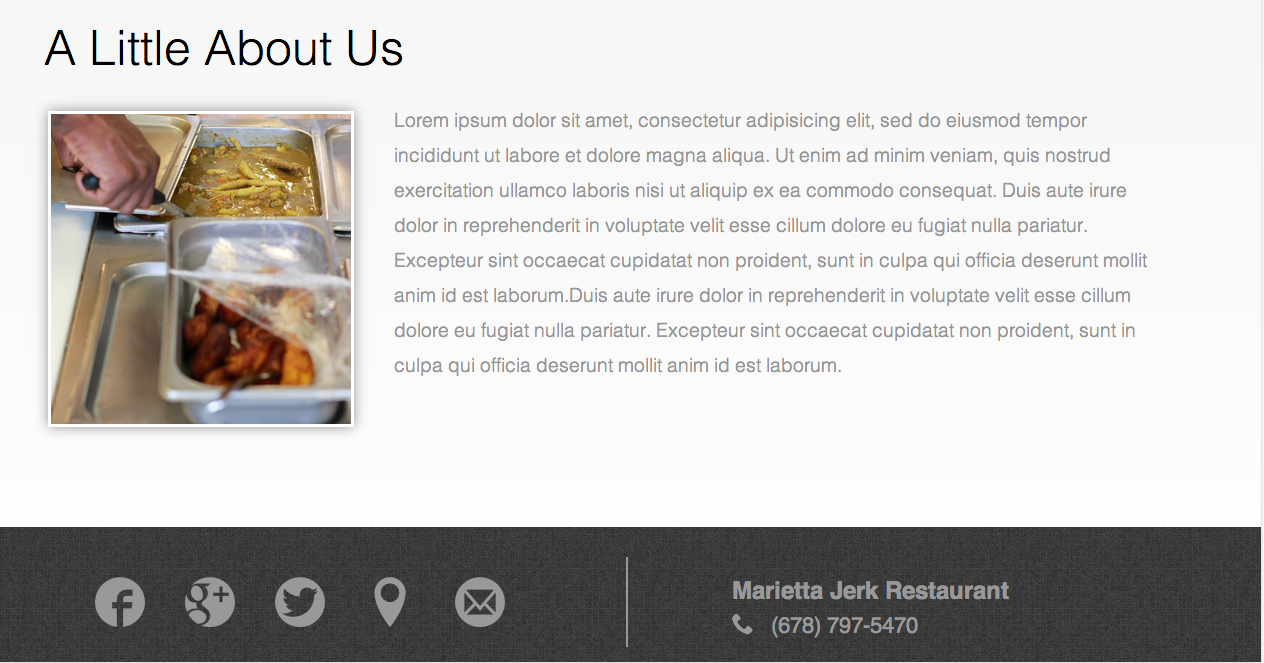 A Little About Us
Lorem ipsum dolor sit amet, consectetur adipisicing elit, sed do eiusmod tempor
incididunt ut labore et dolore magna aliqua. Ut enim ad minim veniam, quis nostrud
exercitation ullamco laboris nisi ut aliquip ex ea commodo consequat. Duis aute irure
dolor in reprehenderit in voluptate velit esse cillum dolore eu fugiat nulla pariatur.
Excepteur sint occaecat cupidatat non proident, sunt in culpa qui officia deserunt mollit
anim id est laborum.Duis aute irure dolor in reprehenderit in voluptate velit esse cillum
dolore eu fugiat nulla pariatur. Excepteur sint occaecat cupidatat non proident, sunt in
culpa qui officia deserunt mollit anim id est laborum.
Marietta Jerk Restaurant
(678) 797-5470